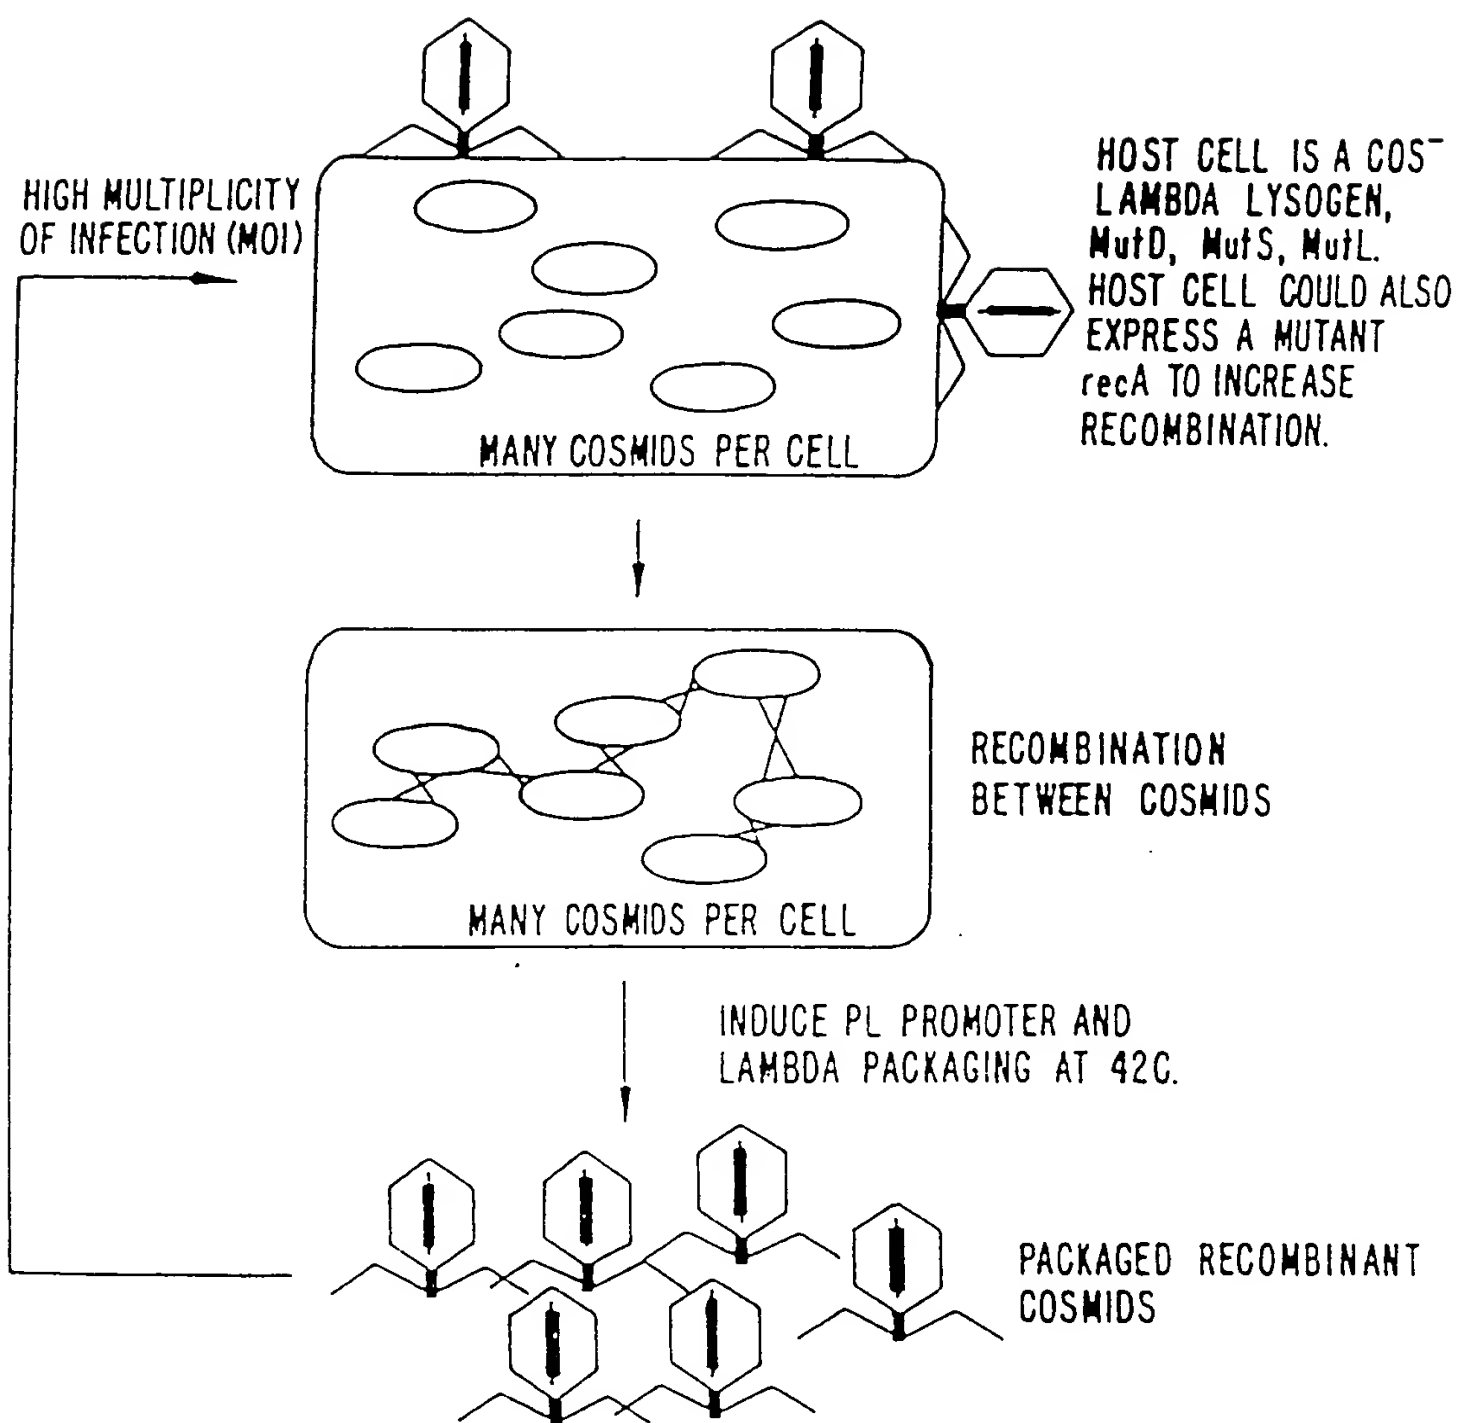 HIGH MULTIPLICITY
OF INFECTION (MOI)
HOST CELL IS A COS⁻
LAMBDA LYSOGEN,
MutD, MutS, MutL.
HOST CELL COULD ALSO
EXPRESS A MUTANT
recA TO INCREASE
RECOMBINATION.
MANY COSMIDS PER CELL
RECOMBINATION
BETWEEN COSMIDS
MANY COSMIDS PER CELL
INDUCE PL PROMOTER AND
LAMBDA PACKAGING AT 42C.
PACKAGED RECOMBINANT
COSMIDS